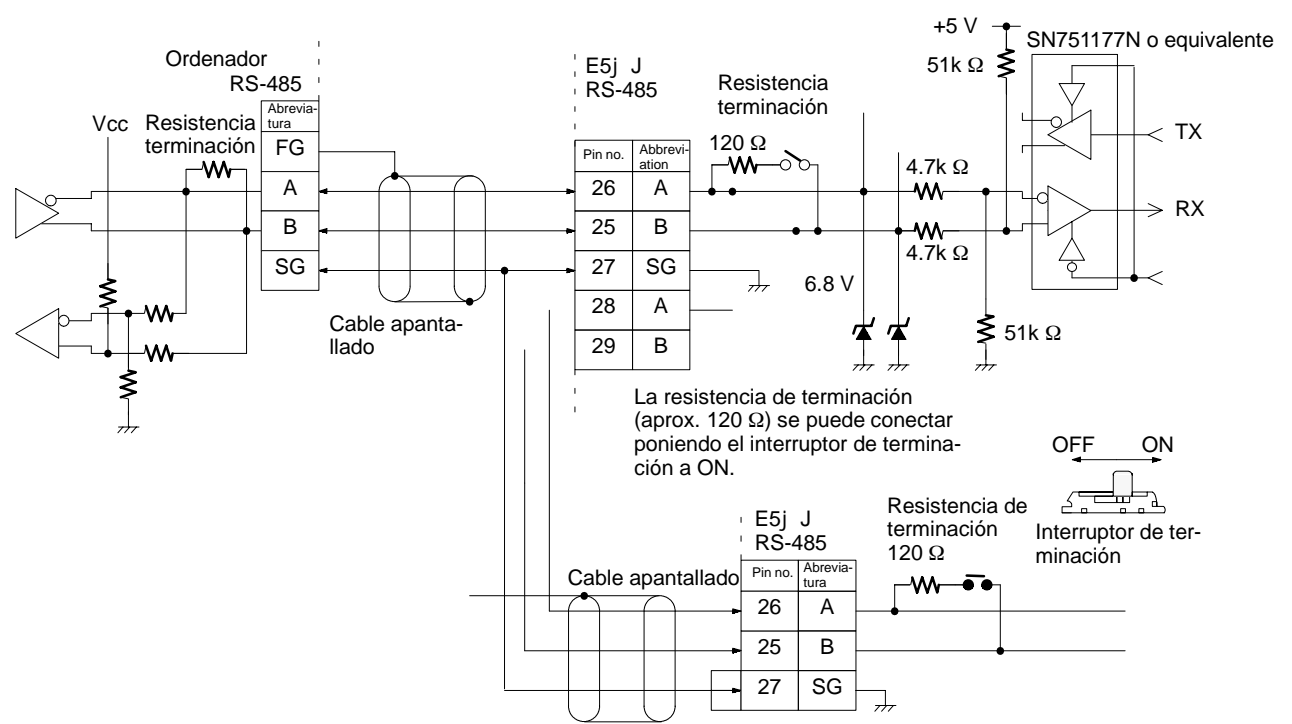 Ordenador
RS-485
Abrevia-
tura
FG
A
B
SG
Vcc
Resistencia
terminación
Cable apanta-
llado
E5j J
RS-485
Pin no.
Abbrevi-
ation
26
A
25
B
27
SG
28
A
29
B
Resistencia
terminación
120 Ω
+5 V
51k Ω
SN751177N o equivalente
TX
RX
4.7k Ω
4.7k Ω
6.8 V
51k Ω
La resistencia de terminación
(aprox. 120 Ω) se puede conectar
poniendo el interruptor de termina-
ción a ON.
OFF
ON
Interruptor de ter-
minación
E5j J
RS-485
Pin no.
Abrevia-
tura
26
A
25
B
27
SG
Resistencia de
terminación
120 Ω
Cable apantallado